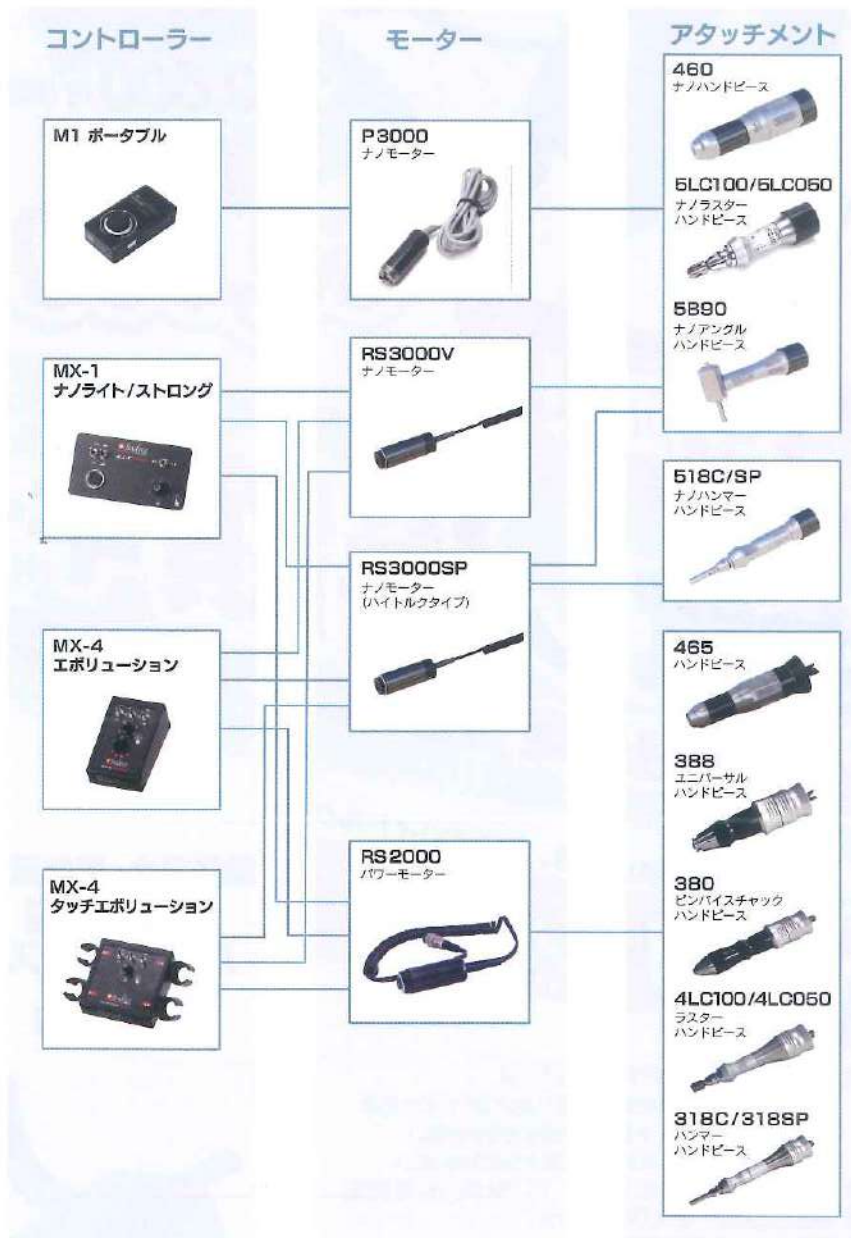 コントローラー
モーター
アタッチメント
M1 ポータブル
MX-1
ナノライト/ストロング
MX-4
エボリューション
MX-4
タッチエボリューション
P3000
ナノモーター
RS3000V
ナノモーター
RS3000SP
ナノモーター
(ハイトルクタイプ)
RS2000
パワーモーター
460
ナノハンドピース
5LC100/5LC050
ナノラスター
ハンドピース
5B90
ナノアングル
ハンドピース
518C/SP
ナノハンマー
ハンドピース
465
ハンドピース
388
ユニバーサル
ハンドピース
380
ピンバイスチャック
ハンドピース
4LC100/4LC050
ラスター
ハンドピース
318C/318SP
ハンマー
ハンドピース